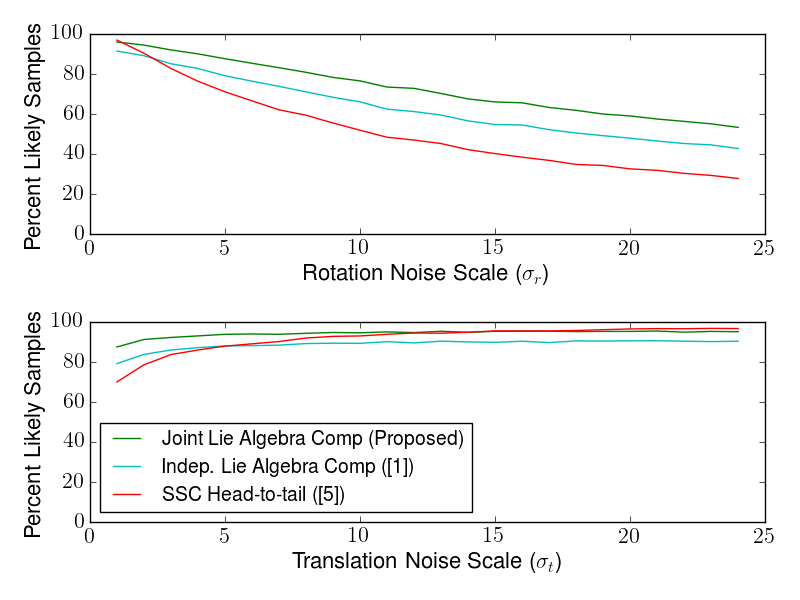 100
80
60
40
20
0
Percent Likely Samples
0 5 10 15 20 25
Rotation Noise Scale (σr)
100
80
60
40
20
0
Percent Likely Samples
Joint Lie Algebra Comp (Proposed)
Indep. Lie Algebra Comp ([1])
SSC Head-to-tail ([5])
0 5 10 15 20 25
Translation Noise Scale (σt)